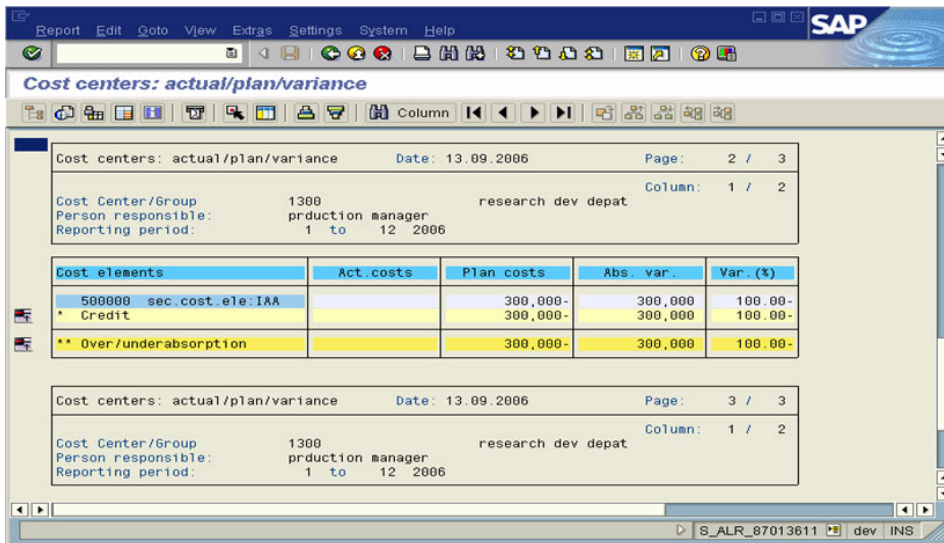 Report Edit Goto View Extras Settings System Help
SAP
Cost centers: actual/plan/variance
Column
Cost centers: actual/plan/variance Date: 13.09.2006 Page: 2 / 3
Column: 1 / 2
Cost Center/Group 1300 research dev depat
Person responsible: prduction manager
Reporting period: 1 to 12 2006
Cost elements Act.costs Plan costs Abs. var. Var.(%)
500000 sec.cost.ele:IAA 300,000- 300,000 100.00-
* Credit 300,000- 300,000 100.00-
** Over/underabsorption 300,000- 300,000 100.00-
Cost centers: actual/plan/variance Date: 13.09.2006 Page: 3 / 3
Column: 1 / 2
Cost Center/Group 1300 research dev depat
Person responsible: prduction manager
Reporting period: 1 to 12 2006
S_ALR_87013611 dev INS